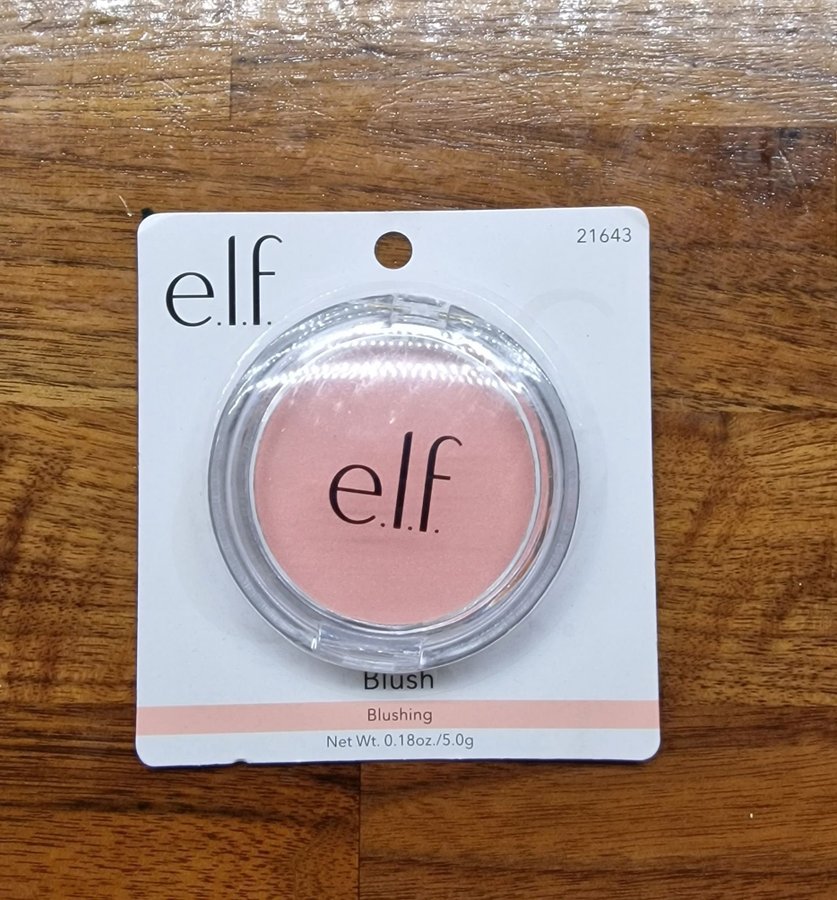 e.l.f.
21643
e.l.f.
Blush
Blushing
Net Wt. 0.18oz./5.0g